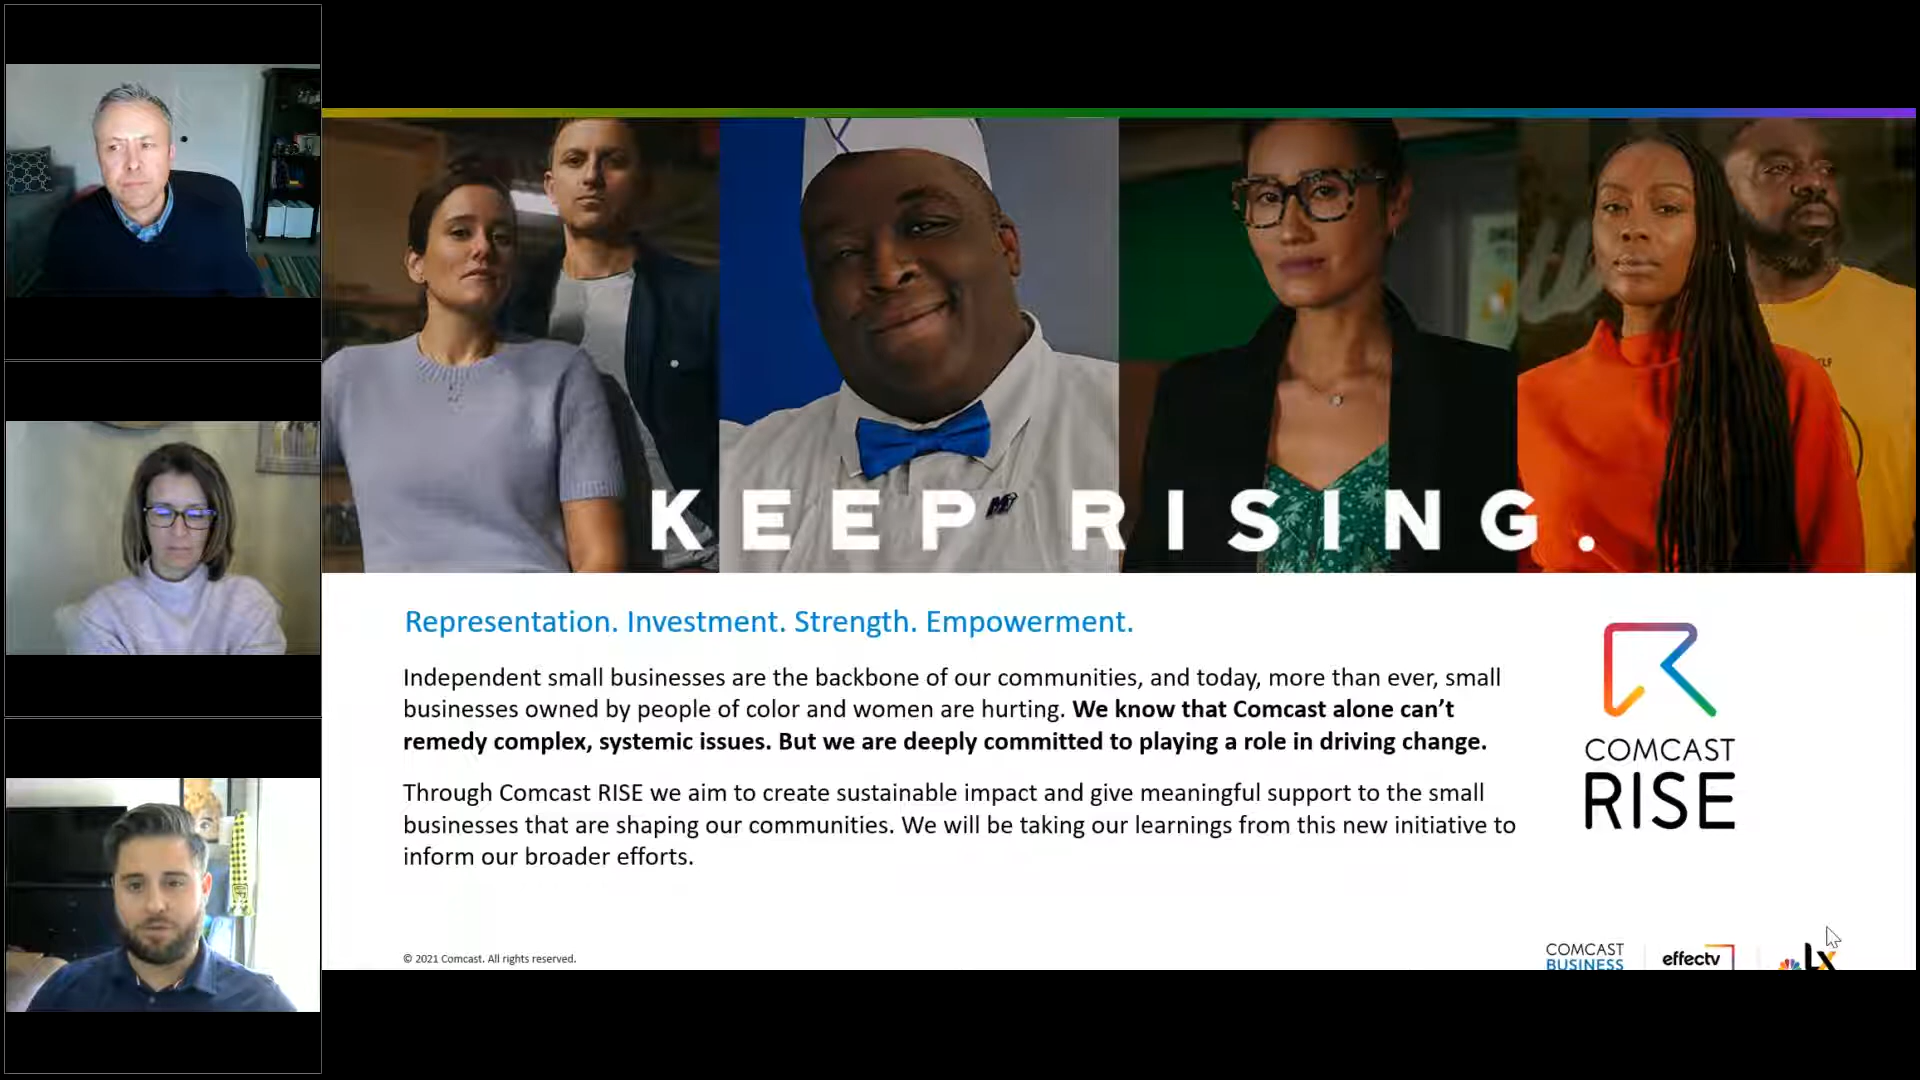 KEEP RISING.
Representation. Investment. Strength. Empowerment.
Independent small businesses are the backbone of our communities, and today, more than ever, small
businesses owned by people of color and women are hurting. We know that Comcast alone can’t
remedy complex, systemic issues. But we are deeply committed to playing a role in driving change.
Through Comcast RISE we aim to create sustainable impact and give meaningful support to the small
businesses that are shaping our communities. We will be taking our learnings from this new initiative to
inform our broader efforts.
COMCAST
RISE
© 2021 Comcast. All rights reserved.
COMCAST
BUSINESS
effectv
LX